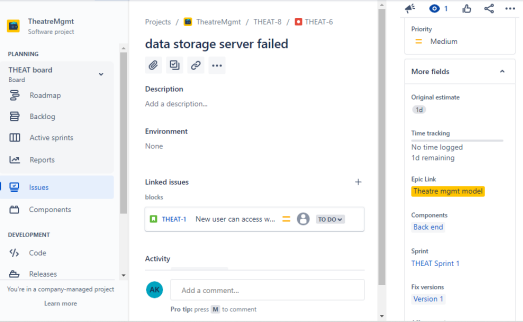 TheatreMgmt
Software project
PLANNING
THEAT board
Board
Roadmap
Backlog
Active sprints
Reports
Issues
Components
DEVELOPMENT
Code
Releases
You're in a company-managed project
Learn more
Projects / TheatreMgmt / THEAT-8 / THEAT-6
data storage server failed
Description
Add a description...
Environment
None
Linked issues
blocks
THEAT-1 New user can access w... TO DO
Activity
AK Add a comment...
Pro tip: press M to comment
1
Priority
Medium
More fields
Original estimate
1d
Time tracking
No time logged
1d remaining
Epic Link
Theatre mgmt model
Components
Back end
Sprint
THEAT Sprint 1
Fix versions
Version 1